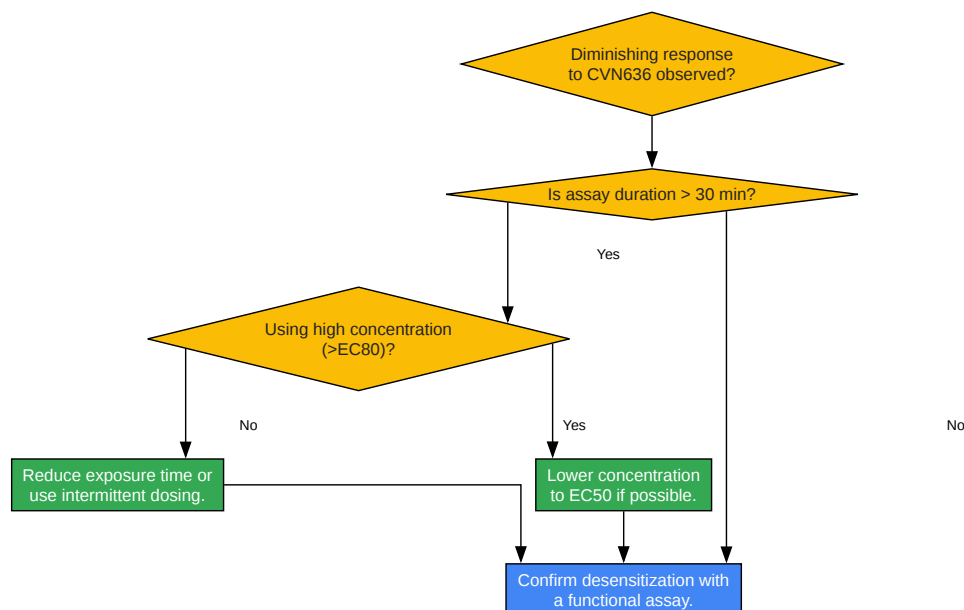 Diminishing response
to CVN636 observed?
Is assay duration > 30 min?
Yes
Using high concentration
(>EC80)?
No
Yes
No
Reduce exposure time or
use intermittent dosing.
Lower concentration
to EC50 if possible.
Confirm desensitization with
a functional assay.